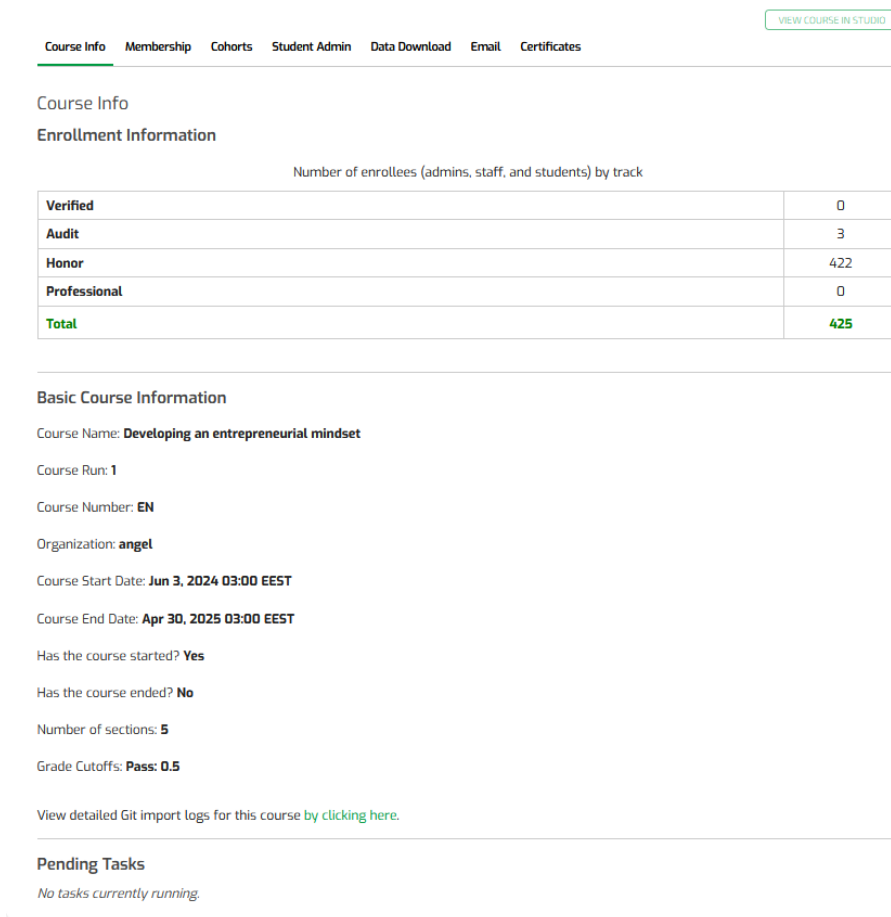 VIEW COURSE IN STUDIO
Course Info Membership Cohorts Student Admin Data Download Email Certificates
Course Info
Enrollment Information
Number of enrollees (admins, staff, and students) by track
Verified 0
Audit 3
Honor 422
Professional 0
Total 425
Basic Course Information
Course Name: Developing an entrepreneurial mindset
Course Run: 1
Course Number: EN
Organization: angel
Course Start Date: Jun 3, 2024 03:00 EEST
Course End Date: Apr 30, 2025 03:00 EEST
Has the course started? Yes
Has the course ended? No
Number of sections: 5
Grade Cutoffs: Pass: 0.5
View detailed Git import logs for this course by clicking here.
Pending Tasks
No tasks currently running.